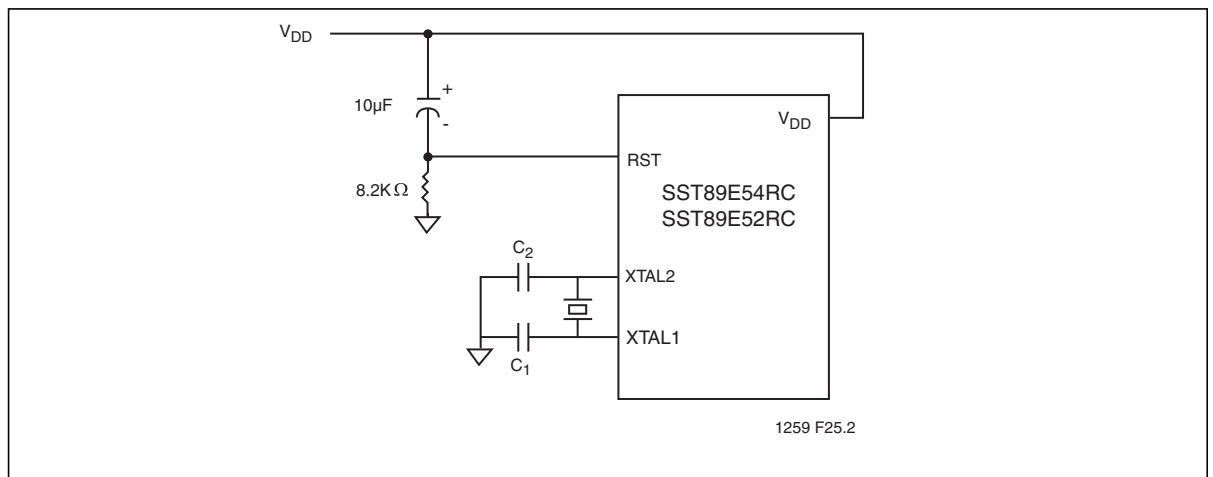 VDD
10µF
+
-
VDD
RST
8.2KΩ
SST89E54RC
SST89E52RC
C2
XTAL2
XTAL1
C1
1259 F25.2